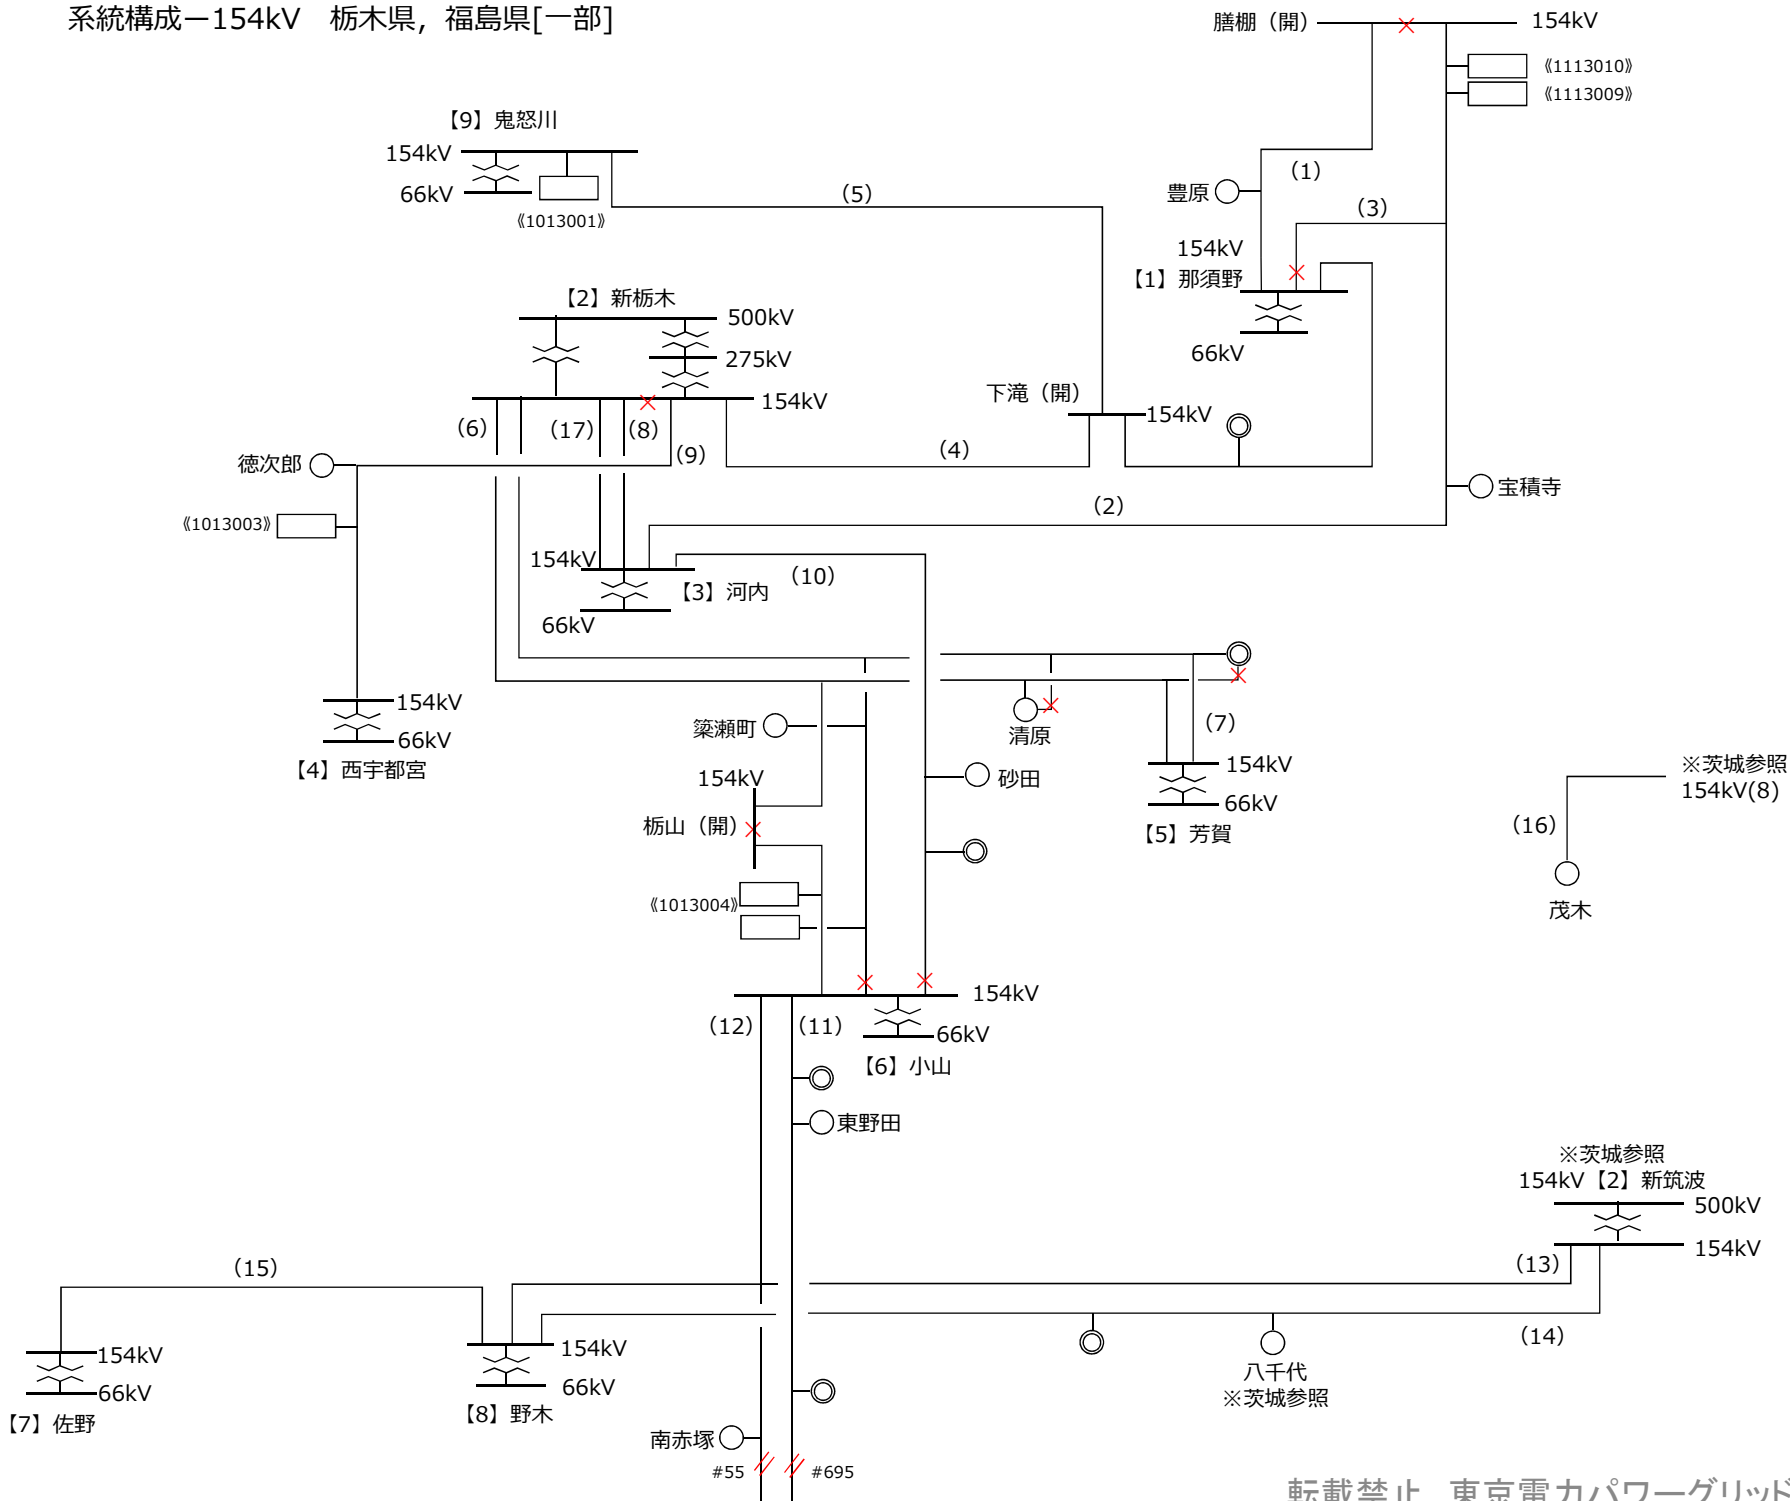 系統構成－154kV　栃木県，福島県[一部]
膳棚（開）
154kV
《1113010》
《1113009》
【9】鬼怒川
154kV
66kV
《1013001》
（5）
（1）
豊原
（3）
154kV
【1】那須野
66kV
【2】新栃木
500kV
275kV
154kV
下滝（開）
154kV
（6）
（17）
（8）
（9）
（4）
徳次郎
《1013003》
（2）
宝積寺
154kV
【3】河内
66kV
（10）
154kV
66kV
【4】西宇都宮
簗瀬町
清原
（7）
154kV
66kV
【5】芳賀
154kV
栃山（開）
砂田
※茨城参照
154kV(8)
（16）
茂木
《1013004》
154kV
66kV
【6】小山
（12）
（11）
東野田
※茨城参照
154kV【2】新筑波
500kV
154kV
（13）
（14）
（15）
154kV
66kV
【7】佐野
154kV
66kV
【8】野木
八千代
※茨城参照
南赤塚
#55
#695
転載禁止　東京電力パワーグリッド